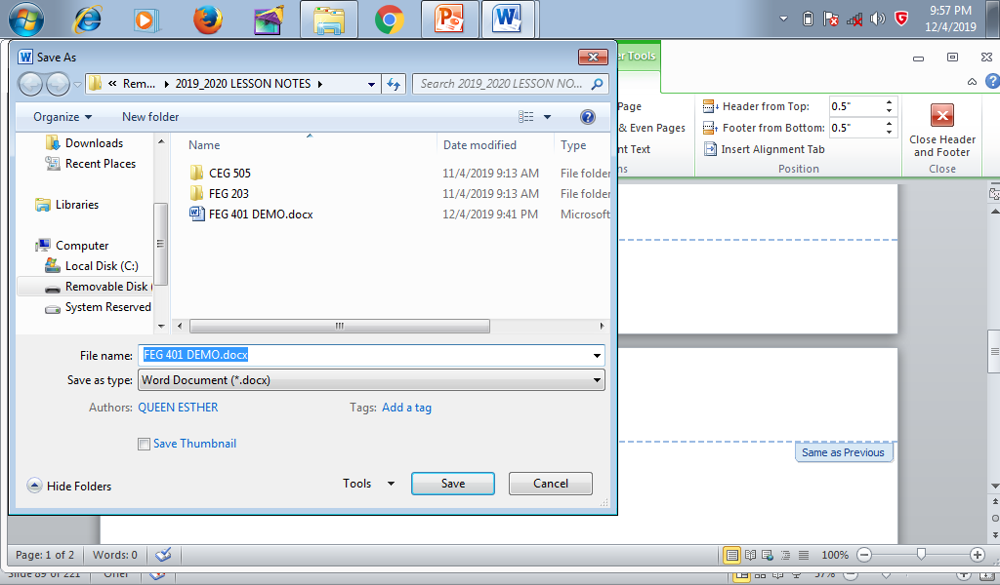 9:57 PM
12/4/2019
Save As
er Tools
« Rem... 2019_2020 LESSON NOTES
Search 2019_2020 LESSON NO...
Organize
New folder
Page
& Even Pages
nt Text
Header from Top: 0.5"
Footer from Bottom: 0.5"
Insert Alignment Tab
Position
Close Header
and Footer
Close
Downloads
Recent Places
Libraries
Computer
Local Disk (C:)
Removable Disk (
System Reserved
Name Date modified Type
CEG 505 11/4/2019 9:13 AM File folder
FEG 203 11/4/2019 9:13 AM File folder
FEG 401 DEMO.docx 12/4/2019 9:41 PM Microsoft
File name: FEG 401 DEMO.docx
Save as type: Word Document (*.docx)
Authors: QUEEN ESTHER Tags: Add a tag
Save Thumbnail
Hide Folders
Tools
Save
Cancel
Same as Previous
Page: 1 of 2 Words: 0 100%
Slide 89 of 221 57%